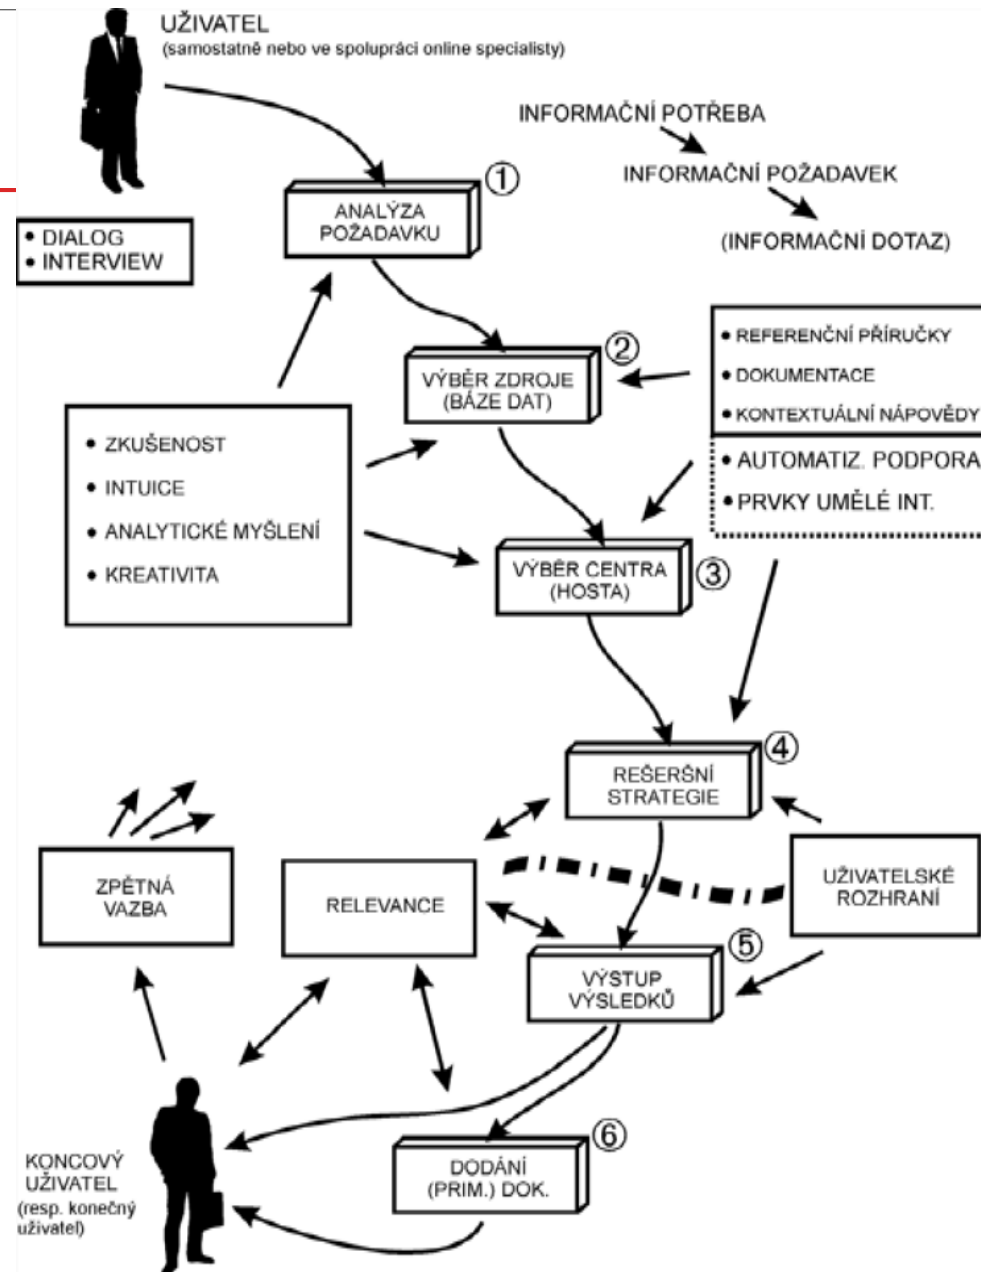 UŽIVATEL
(samostatně nebo ve spolupráci online specialisty)
INFORMAČNÍ POTŘEBA
INFORMAČNÍ POŽADAVEK
(INFORMAČNÍ DOTAZ)
①
ANALÝZA
POŽADAVKU
• DIALOG
• INTERVIEW
②
VÝBĚR ZDROJE
(BÁZE DAT)
• REFERENČNÍ PŘÍRUČKY
• DOKUMENTACE
• KONTEXTUÁLNÍ NÁPOVĚDY
• AUTOMATIZ. PODPORA
• PRVKY UMĚLÉ INT.
• ZKUŠENOST
• INTUICE
• ANALYTICKÉ MYŠLENÍ
• KREATIVITA
③
VÝBĚR CENTRA
(HOSTA)
④
REŠERŠNÍ
STRATEGIE
ZPĚTNÁ
VAZBA
RELEVANCE
UŽIVATELSKÉ
ROZHRANÍ
⑤
VÝSTUP
VÝSLEDKŮ
⑥
DODÁNÍ
(PRIM.) DOK.
KONCOVÝ
UŽIVATEL
(resp. konečný
uživatel)